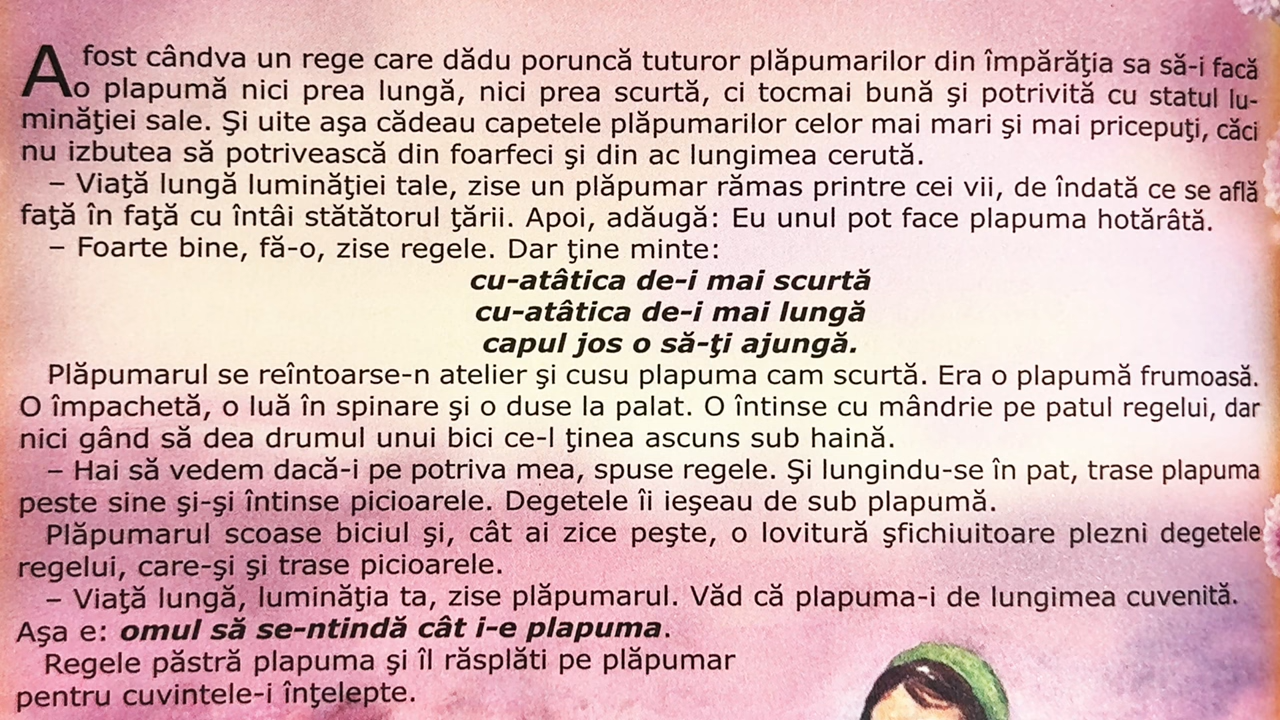 A fost cândva un rege care dădu poruncă tuturor plăpumarilor din împărăţia sa să-i facă
o plapumă nici prea lungă, nici prea scurtă, ci tocmai bună şi potrivită cu statul lu-
minăţiei sale. Şi uite aşa cădeau capetele plăpumarilor celor mai mari şi mai pricepuţi, căci
nu izbutea să potrivească din foarfeci şi din ac lungimea cerută.
– Viaţă lungă luminăţiei tale, zise un plăpumar rămas printre cei vii, de îndată ce se află
faţă în faţă cu întâi stătătorul ţării. Apoi, adăugă: Eu unul pot face plapuma hotărâtă.
– Foarte bine, fă-o, zise regele. Dar ţine minte:
cu-atâtica de-i mai scurtă
cu-atâtica de-i mai lungă
capul jos o să-ţi ajungă.
Plăpumarul se reîntoarse-n atelier şi cusu plapuma cam scurtă. Era o plapumă frumoasă.
O împachetă, o luă în spinare şi o duse la palat. O întinse cu mândrie pe patul regelui, dar
nici gând să dea drumul unui bici ce-l ţinea ascuns sub haină.
– Hai să vedem dacă-i pe potriva mea, spuse regele. Şi lungindu-se în pat, trase plapuma
peste sine şi-şi întinse picioarele. Degetele îi ieşeau de sub plapumă.
Plăpumarul scoase biciul şi, cât ai zice peşte, o lovitură şfichiuitoare plezni degetele
regelui, care-şi şi trase picioarele.
– Viaţă lungă, luminăţia ta, zise plăpumarul. Văd că plapuma-i de lungimea cuvenită.
Aşa e: omul să se-ntindă cât i-e plapuma.
Regele păstră plapuma şi îl răsplăti pe plăpumar
pentru cuvintele-i înţelepte.